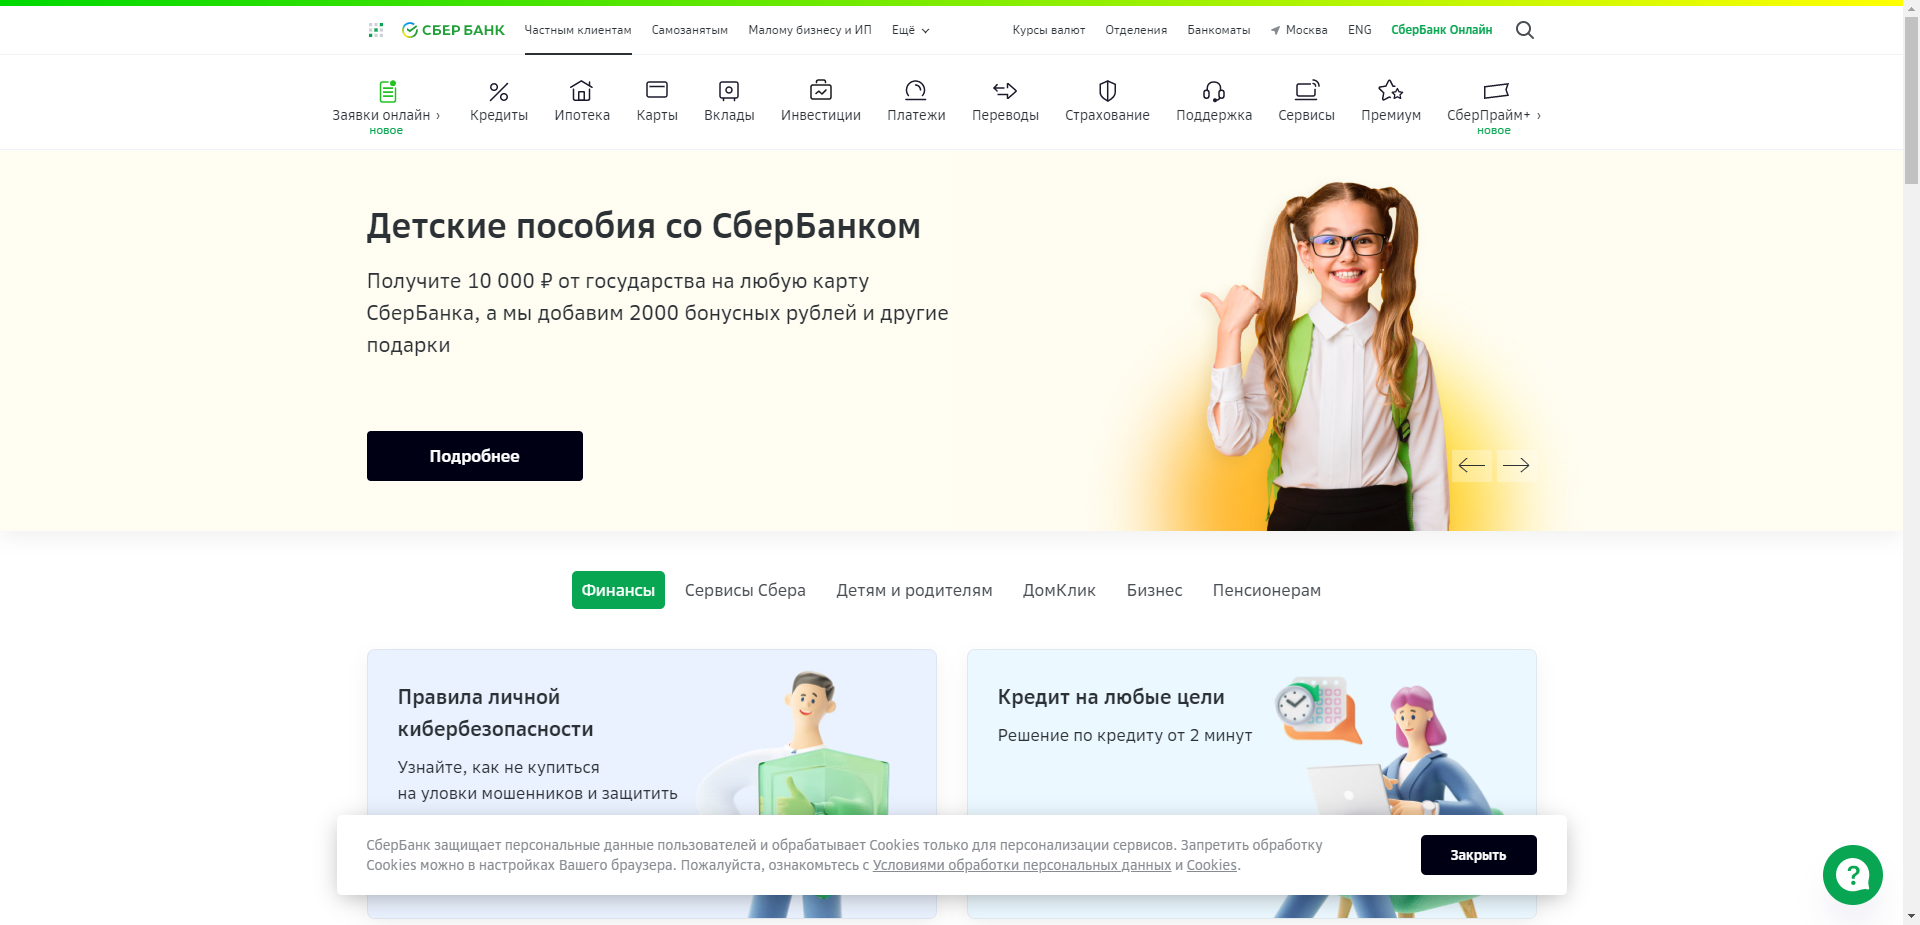 СБЕР БАНК
Частным клиентам
Самозанятым
Малому бизнесу и ИП
Ещё
Курсы валют
Отделения
Банкоматы
Москва
ENG
СберБанк Онлайн
Заявки онлайн ›
новое
Кредиты
Ипотека
Карты
Вклады
Инвестиции
Платежи
Переводы
Страхование
Поддержка
Сервисы
Премиум
СберПрайм+ ›
новое
Детские пособия со СберБанком
Получите 10 000 ₽ от государства на любую карту
СберБанка, а мы добавим 2000 бонусных рублей и другие
подарки
Подробнее
Финансы
Сервисы Сбера
Детям и родителям
ДомКлик
Бизнес
Пенсионерам
Правила личной
кибербезопасности
Узнайте, как не купиться
на уловки мошенников и защитить
Кредит на любые цели
Решение по кредиту от 2 минут
СберБанк защищает персональные данные пользователей и обрабатывает Cookies только для персонализации сервисов. Запретить обработку
Cookies можно в настройках Вашего браузера. Пожалуйста, ознакомьтесь с Условиями обработки персональных данных и Cookies.
Закрыть
?